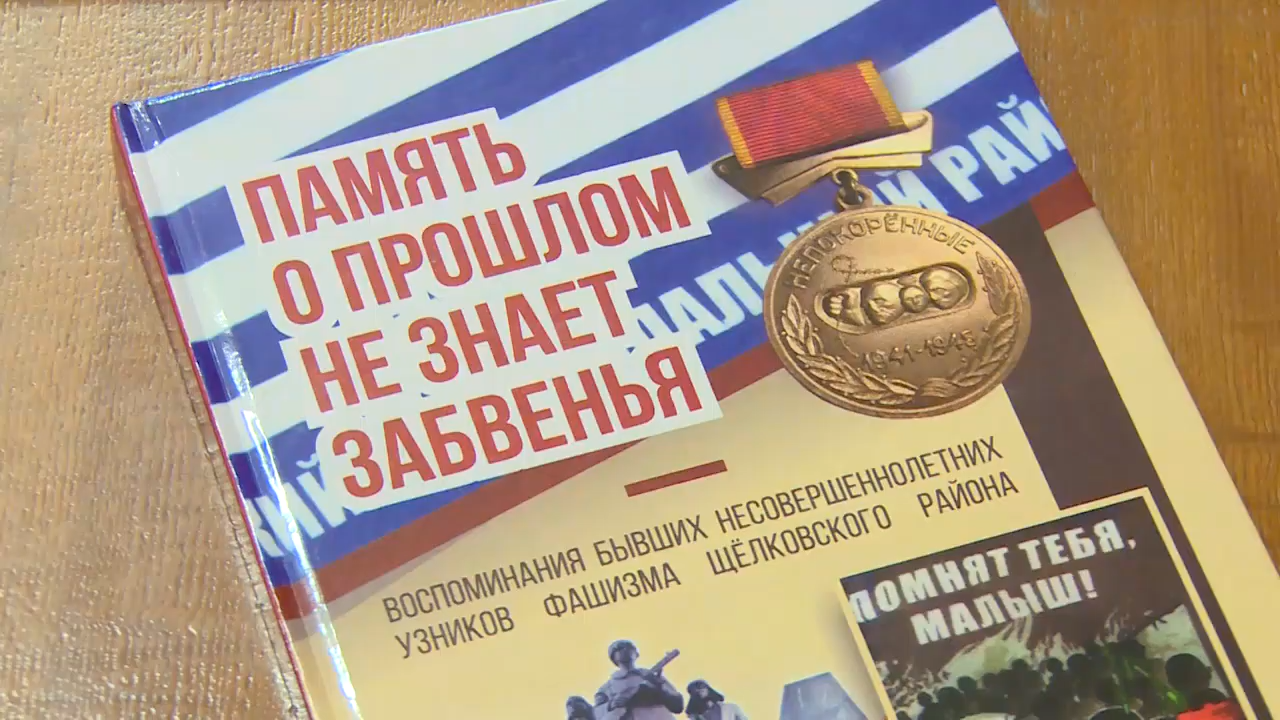 ПАМЯТЬ
О ПРОШЛОМ
НЕ ЗНАЕТ
ЗАБВЕНЬЯ
НЕПОКОРЁННЫЕ
1941-1945
ВОСПОМИНАНИЯ БЫВШИХ НЕСОВЕРШЕННОЛЕТНИХ
УЗНИКОВ ФАШИЗМА ЩЁЛКОВСКОГО РАЙОНА
ПОМНЯТ ТЕБЯ,
МАЛЫШ!